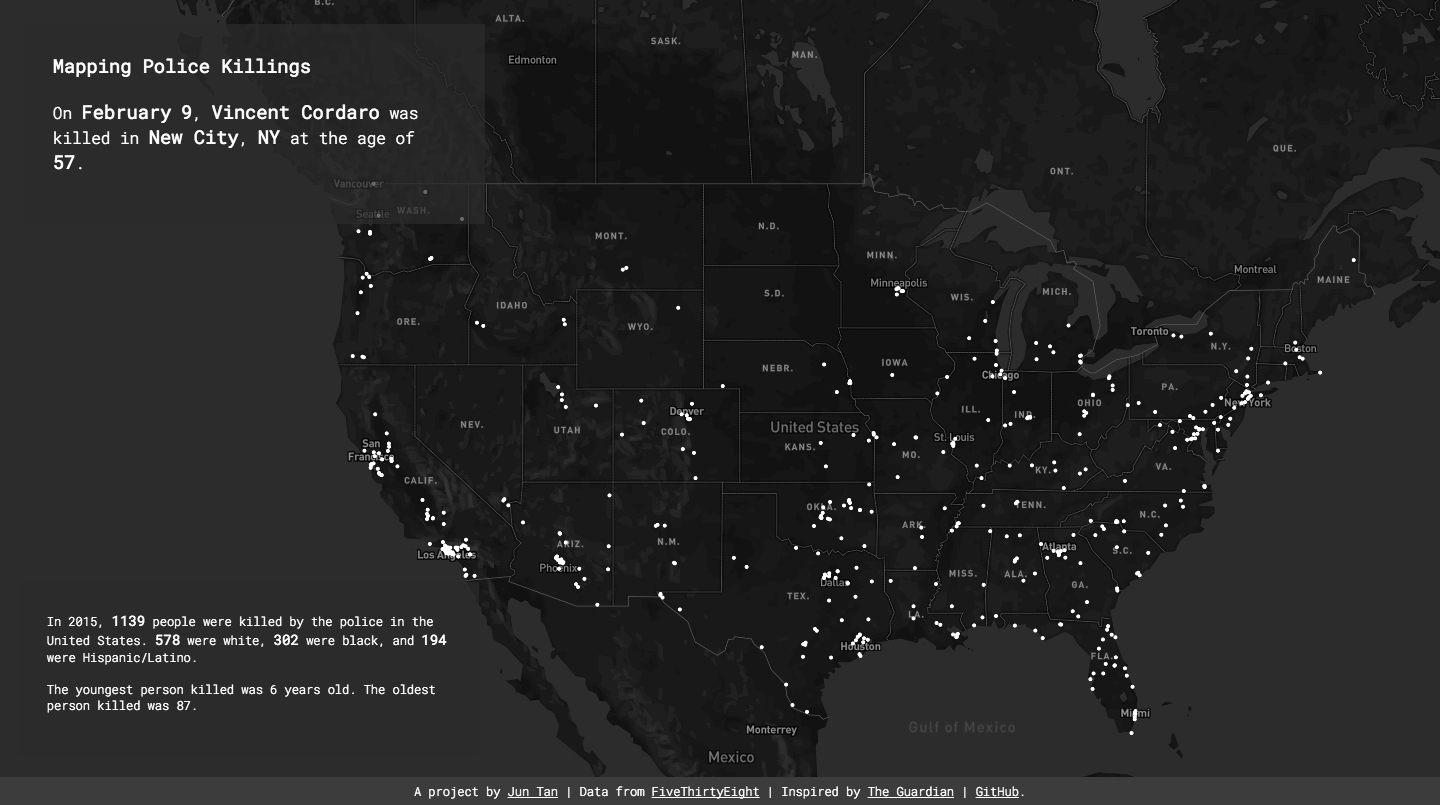 Mapping Police Killings
On February 9, Vincent Cordaro was
killed in New City, NY at the age of
57.
B.C.
ALTA.
SASK.
MAN.
Edmonton
ONT.
QUE.
Vancouver
Seattle
WASH.
MONT.
N.D.
MINN.
Minneapolis
Montreal
MAINE
IDAHO
S.D.
WIS.
MICH.
ORE.
WYO.
Toronto
N.Y.
Boston
NEBR.
IOWA
Chicago
PA.
NEV.
UTAH
Denver
COLO.
United States
KANS.
ILL.
IND.
OHIO
New York
San
Francisco
CALIF.
MO.
St. Louis
KY.
VA.
OKLA.
ARK.
TENN.
N.C.
Los Angeles
ARIZ.
Phoenix
N.M.
Atlanta
S.C.
Dallas
MISS.
ALA.
GA.
TEX.
LA.
Houston
FLA.
Miami
Monterrey
Gulf of Mexico
Mexico
In 2015, 1139 people were killed by the police in the
United States. 578 were white, 302 were black, and 194
were Hispanic/Latino.
The youngest person killed was 6 years old. The oldest
person killed was 87.
A project by Jun Tan | Data from FiveThirtyEight | Inspired by The Guardian | GitHub.